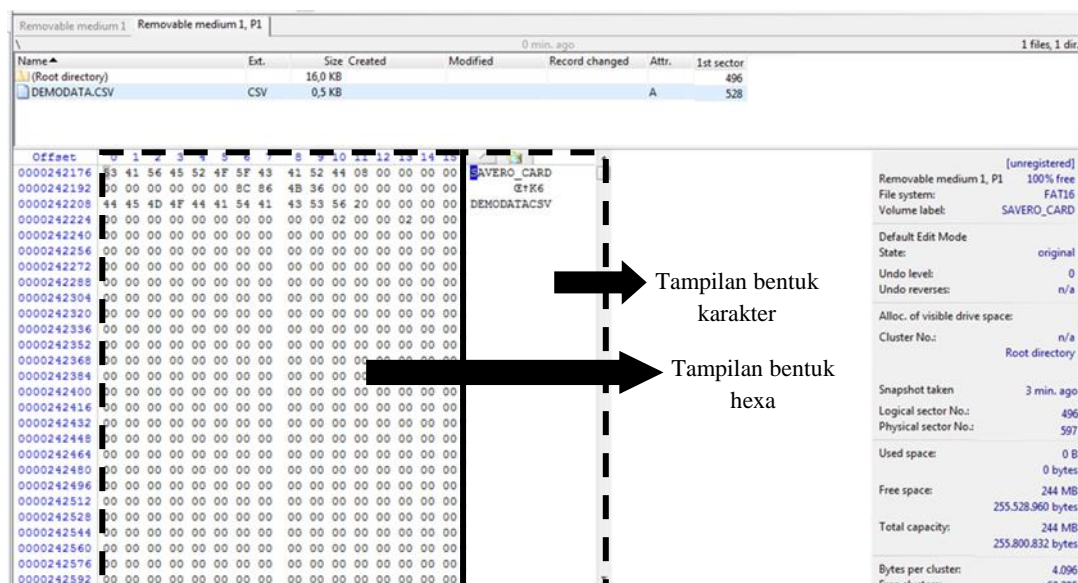 Removable medium 1 Removable medium 1, P1
\ 0 min. ago 1 files, 1 dir.
Name Ext. Size Created Modified Record changed Attr. 1st sector
(Root directory) 16,0 KB 496
DEMODATA.CSV CSV 0,5 KB A 528
Offset 0 1 2 3 4 5 6 7 8 9 10 11 12 13 14 15
0000242176 53 41 56 45 52 4F 5F 43 41 52 44 08 00 00 00 00 SAVERO_CARD
0000242192 00 00 00 00 00 00 8C 86 4B 36 00 00 00 00 00 00 Œ†K6
0000242208 44 45 4D 4F 44 41 54 41 43 53 56 20 00 00 00 00 DEMODATACSV
0000242224 00 00 00 00 00 00 00 00 00 00 02 00 00 02 00 00
0000242240 00 00 00 00 00 00 00 00 00 00 00 00 00 00 00 00
0000242256 00 00 00 00 00 00 00 00 00 00 00 00 00 00 00 00
0000242272 00 00 00 00 00 00 00 00 00 00 00 00 00 00 00 00
0000242288 00 00 00 00 00 00 00 00 00 00 00 00 00 00 00 00
0000242304 00 00 00 00 00 00 00 00 00 00 00 00 00 00 00 00
0000242320 00 00 00 00 00 00 00 00 00 00 00 00 00 00 00 00
0000242336 00 00 00 00 00 00 00 00 00 00 00 00 00 00 00 00
0000242352 00 00 00 00 00 00 00 00 00 00 00 00 00 00 00 00
0000242368 00 00 00 00 00 00 00 00 00 00 00 00 00 00 00 00
0000242384 00 00 00 00 00 00 00 00 00 00 00
0000242400 00 00 00 00 00 00 00 00 00 00 00 00 00 00 00 00
0000242416 00 00 00 00 00 00 00 00 00 00 00 00 00 00 00 00
0000242432 00 00 00 00 00 00 00 00 00 00 00 00 00 00 00 00
0000242448 00 00 00 00 00 00 00 00 00 00 00 00 00 00 00 00
0000242464 00 00 00 00 00 00 00 00 00 00 00 00 00 00 00 00
0000242480 00 00 00 00 00 00 00 00 00 00 00 00 00 00 00 00
0000242496 00 00 00 00 00 00 00 00 00 00 00 00 00 00 00 00
0000242512 00 00 00 00 00 00 00 00 00 00 00 00 00 00 00 00
0000242528 00 00 00 00 00 00 00 00 00 00 00 00 00 00 00 00
0000242544 00 00 00 00 00 00 00 00 00 00 00 00 00 00 00 00
0000242560 00 00 00 00 00 00 00 00 00 00 00 00 00 00 00 00
0000242576 00 00 00 00 00 00 00 00 00 00 00 00 00 00 00 00
0000242592 00 00 00 00 00 00 00 00 00 00 00 00 00 00 00 00
Tampilan bentuk
karakter
Tampilan bentuk
hexa
[unregistered]
Removable medium 1, P1 100% free
File system: FAT16
Volume label: SAVERO_CARD
Default Edit Mode
State: original
Undo level: 0
Undo reverses: n/a
Alloc. of visible drive space:
Cluster No.: n/a
Root directory
Snapshot taken 3 min. ago
Logical sector No.: 496
Physical sector No.: 597
Used space: 0 B
0 bytes
Free space: 244 MB
255.528.960 bytes
Total capacity: 244 MB
255.800.832 bytes
Bytes per cluster: 4.096